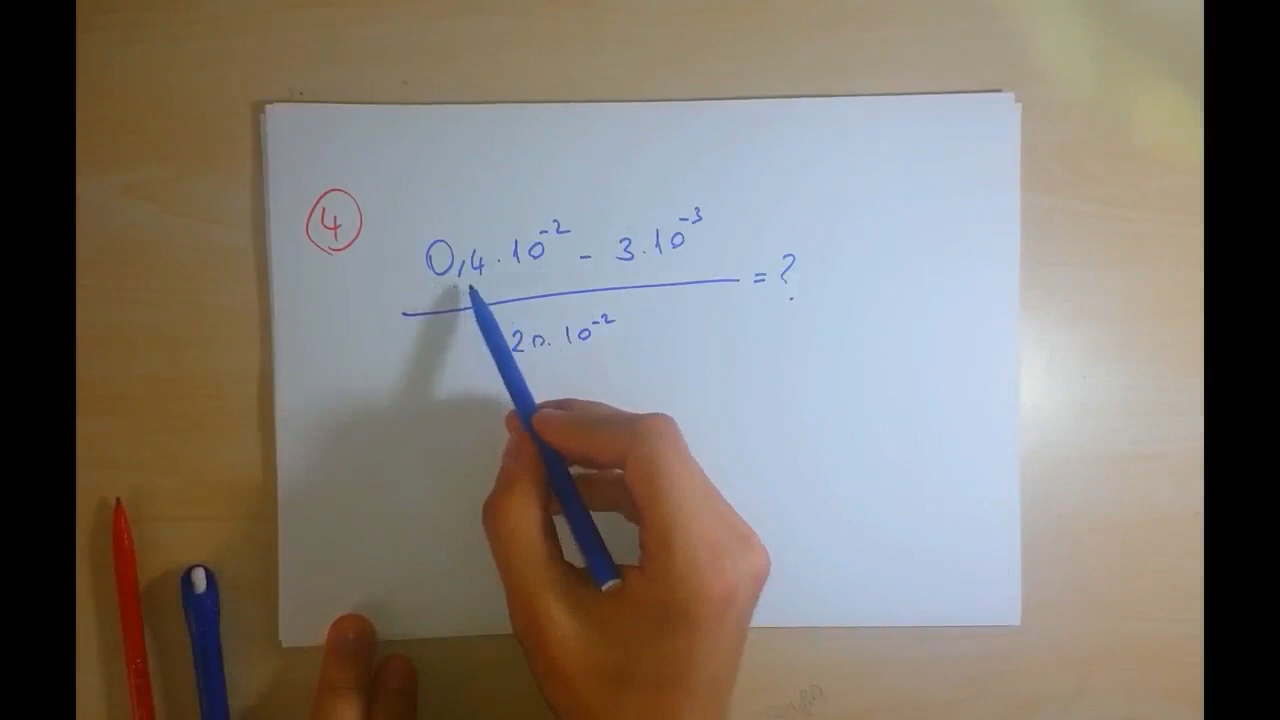 4
0,4 . 10⁻² - 3 . 10⁻³ = ?
20 . 10⁻²